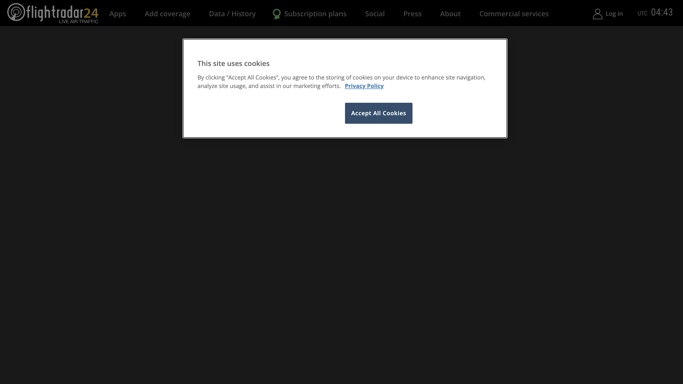 flightradar24
LIVE AIR TRAFFIC
Apps
Add coverage
Data / History
Subscription plans
Social
Press
About
Commercial services
Log in
UTC 04:43
This site uses cookies
By clicking “Accept All Cookies”, you agree to the storing of cookies on your device to enhance site navigation,
analyze site usage, and assist in our marketing efforts. Privacy Policy
Accept All Cookies